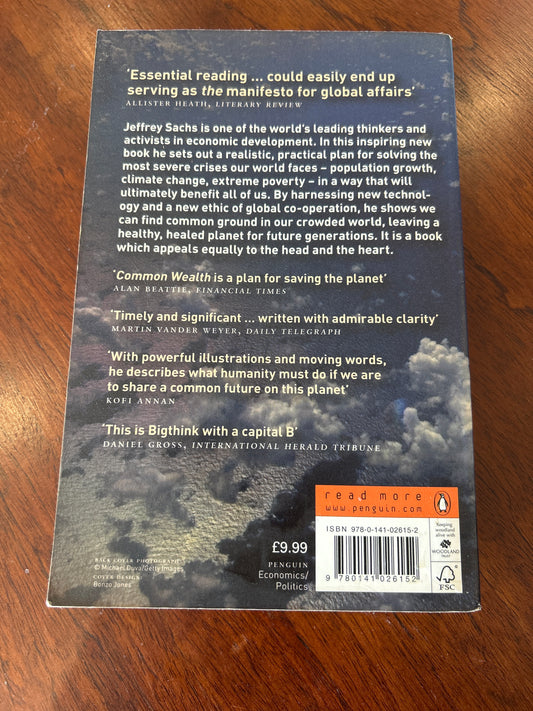 ‘Essential reading ... could easily end up
serving as the manifesto for global affairs’
ALLISTER HEATH, LITERARY REVIEW
Jeffrey Sachs is one of the world's leading thinkers and
activists in economic development. In this inspiring new
book he sets out a realistic, practical plan for solving the
most severe crises our world faces – population growth,
climate change, extreme poverty – in a way that will
ultimately benefit all of us. By harnessing new technol-
ogy and a new ethic of global co-operation, he shows we
can find common ground in our crowded world, leaving a
healthy, healed planet for future generations. It is a book
which appeals equally to the head and the heart.
‘Common Wealth is a plan for saving the planet’
ALAN BEATTIE, FINANCIAL TIMES
‘Timely and significant ... written with admirable clarity’
MARTIN VANDER WEYER, DAILY TELEGRAPH
‘With powerful illustrations and moving words,
he describes what humanity must do if we are
to share a common future on this planet’
KOFI ANNAN
‘This is Bigthink with a capital B’
DANIEL GROSS, INTERNATIONAL HERALD TRIBUNE
read more
www.penguin.com
ISBN 978-0-141-02615-2
9 780141 026152
Keeping
woodland
alive with
WOODLAND
TRUST
FSC
£9.99
PENGUIN
Economics/
Politics
BACK COVER PHOTOGRAPH:
© Michael Duva/Getty Images
COVER DESIGN:
Bonzo Jones